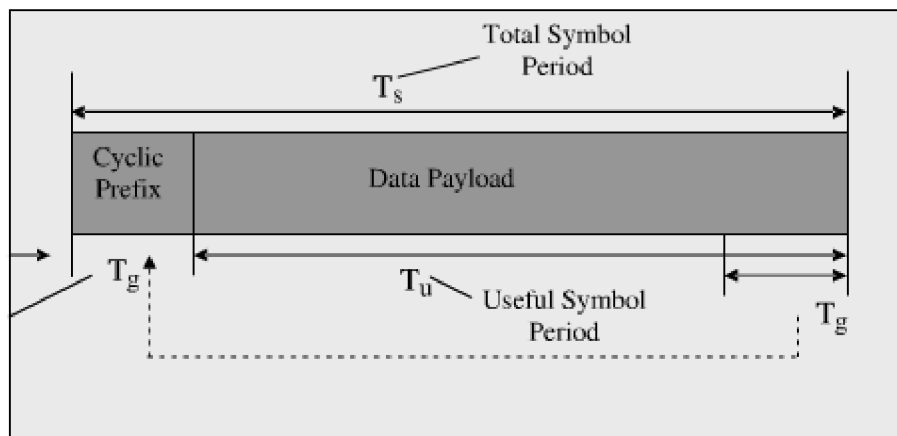 Total Symbol
Period
Ts
Cyclic
Prefix
Data Payload
Tg
Tu
Useful Symbol
Period
Tg